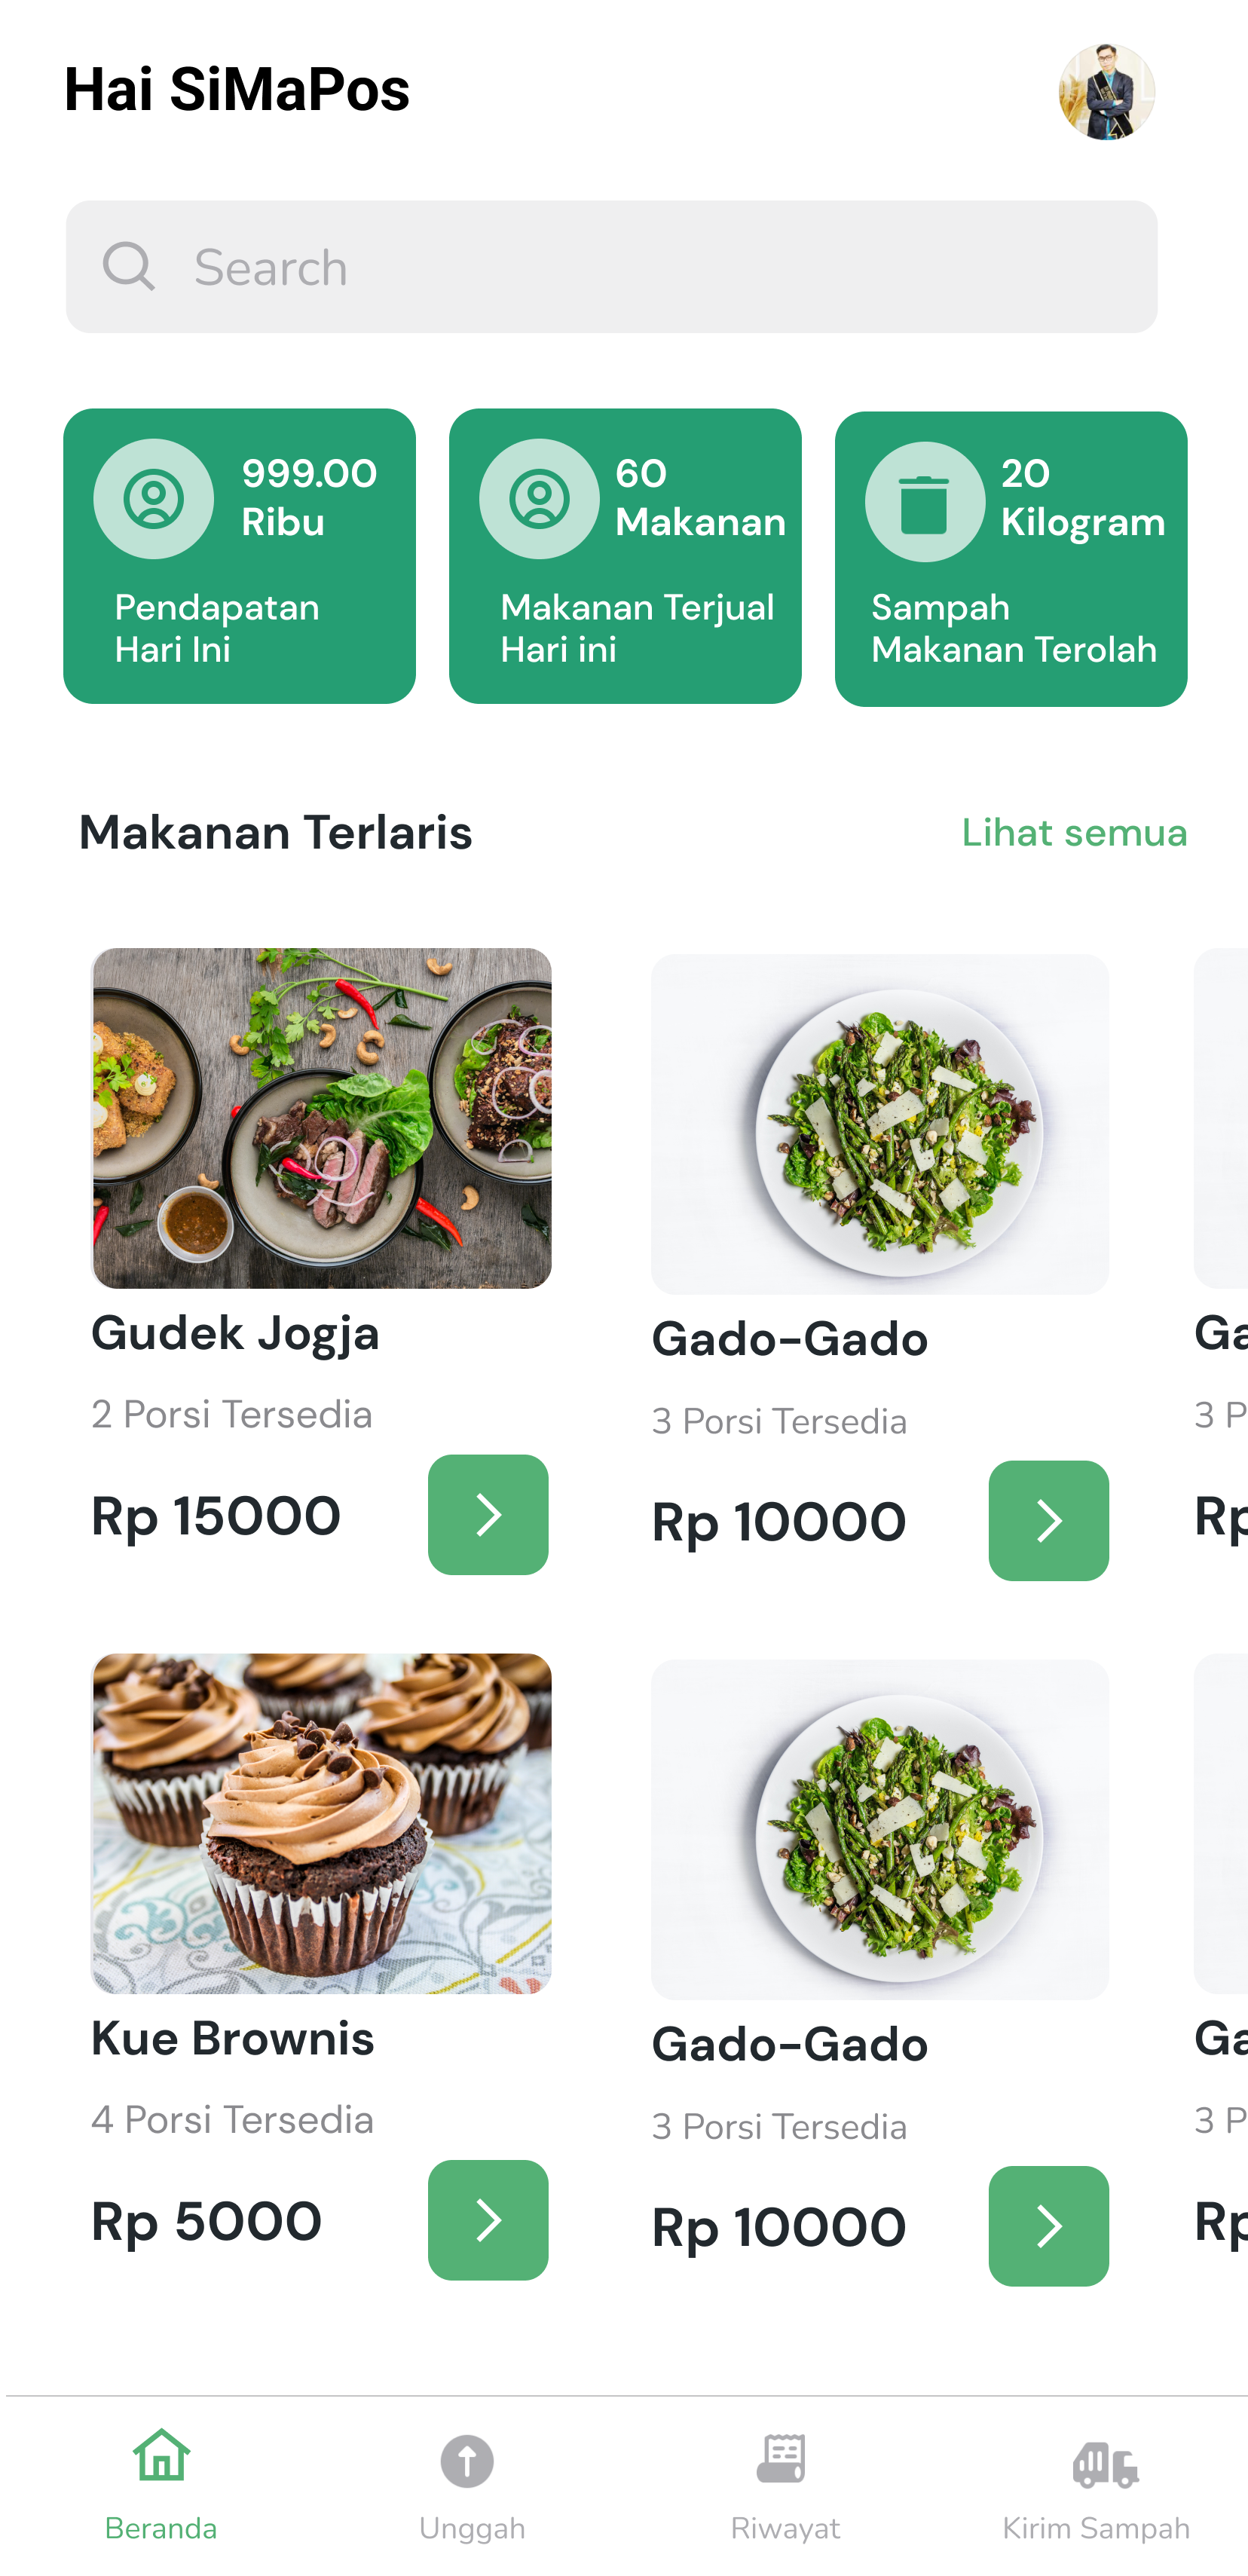 Hai SiMaPos
Search
999.00
Ribu
Pendapatan
Hari Ini
60
Makanan
Makanan Terjual
Hari ini
20
Kilogram
Sampah
Makanan Terolah
Makanan Terlaris
Lihat semua
Gudek Jogja
2 Porsi Tersedia
Rp 15000
Gado-Gado
3 Porsi Tersedia
Rp 10000
Ga
3 P
Rp
Kue Brownis
4 Porsi Tersedia
Rp 5000
Gado-Gado
3 Porsi Tersedia
Rp 10000
Ga
3 P
Rp
Beranda
Unggah
Riwayat
Kirim Sampah